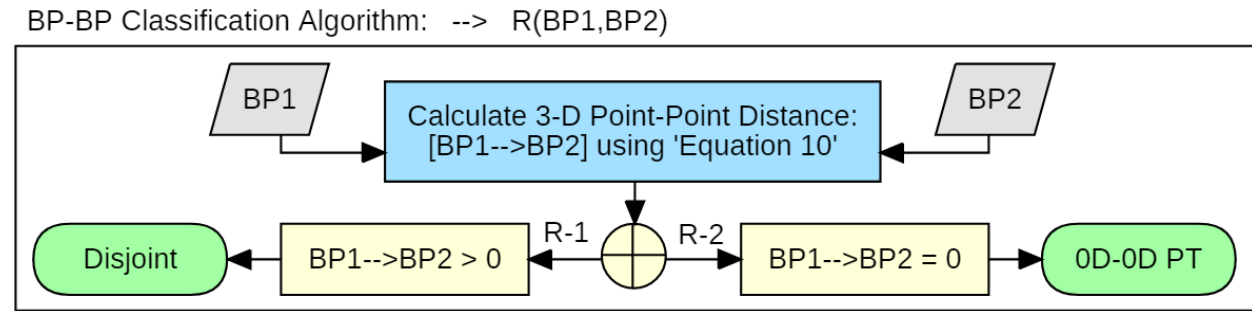 BP-BP Classification Algorithm: --> R(BP1,BP2)
BP1
Calculate 3-D Point-Point Distance:
[BP1-->BP2] using 'Equation 10'
BP2
Disjoint
BP1-->BP2 > 0
R-1
R-2
BP1-->BP2 = 0
0D-0D PT